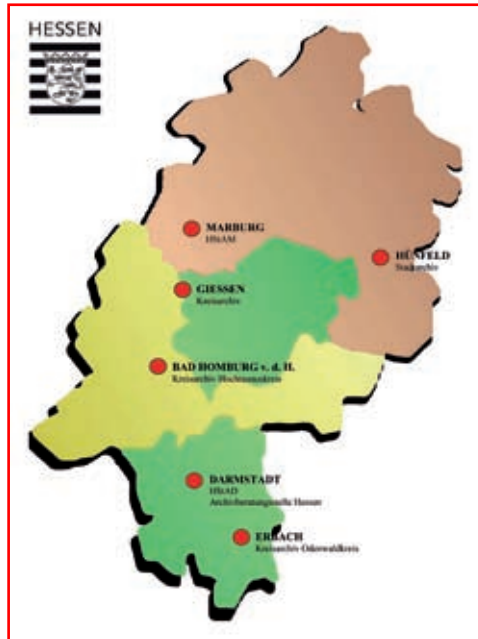 HESSEN
MARBURG
HStAM
HÜNFELD
Stadtarchiv
GIESSEN
Kreisarchiv
BAD HOMBURG v. d. H.
Kreisarchiv Hochtaunuskreis
DARMSTADT
HStAD
Archivberatungsstelle Hessen
ERBACH
Kreisarchiv Odenwaldkreis